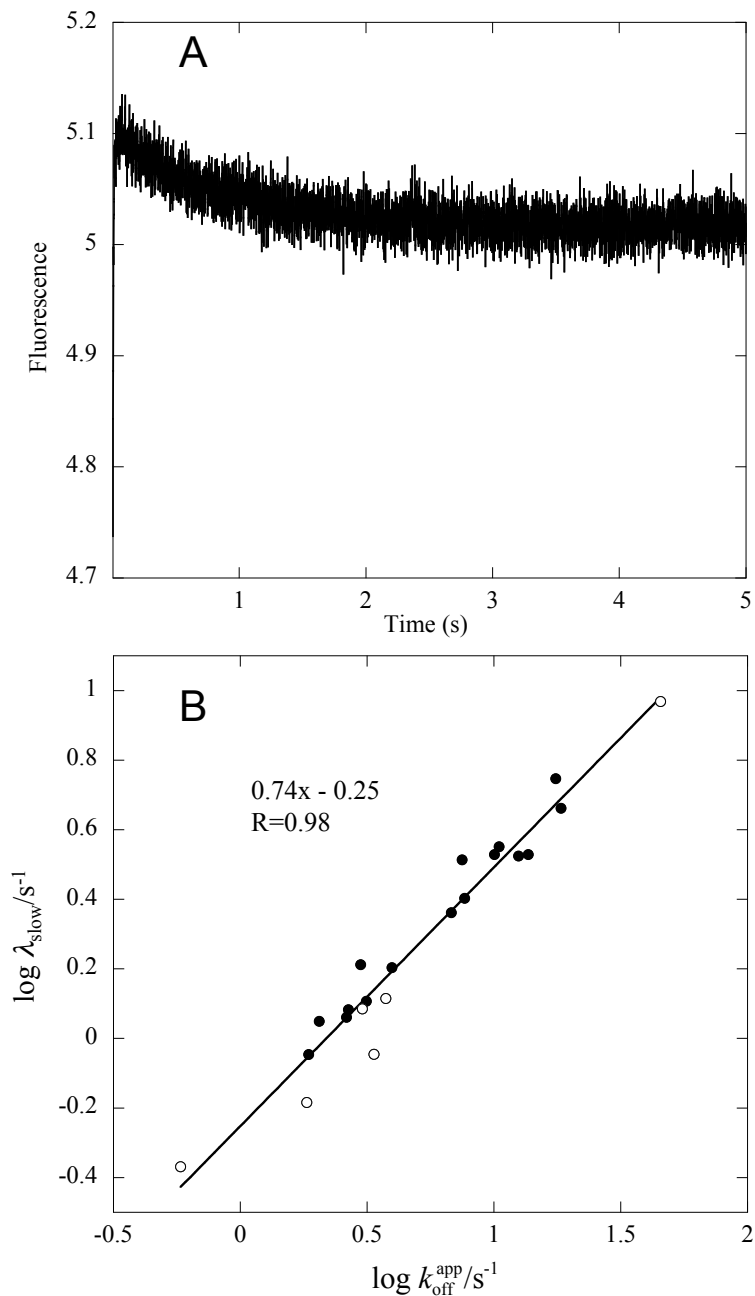 A
5.2
5.1
5
4.9
4.8
4.7
Fluorescence
1 2 3 4 5
Time (s)
B
0.74x - 0.25
R=0.98
1
0.8
0.6
0.4
0.2
0
-0.2
-0.4
log λslow/s-1
-0.5 0 0.5 1 1.5 2
log koffapp/s-1